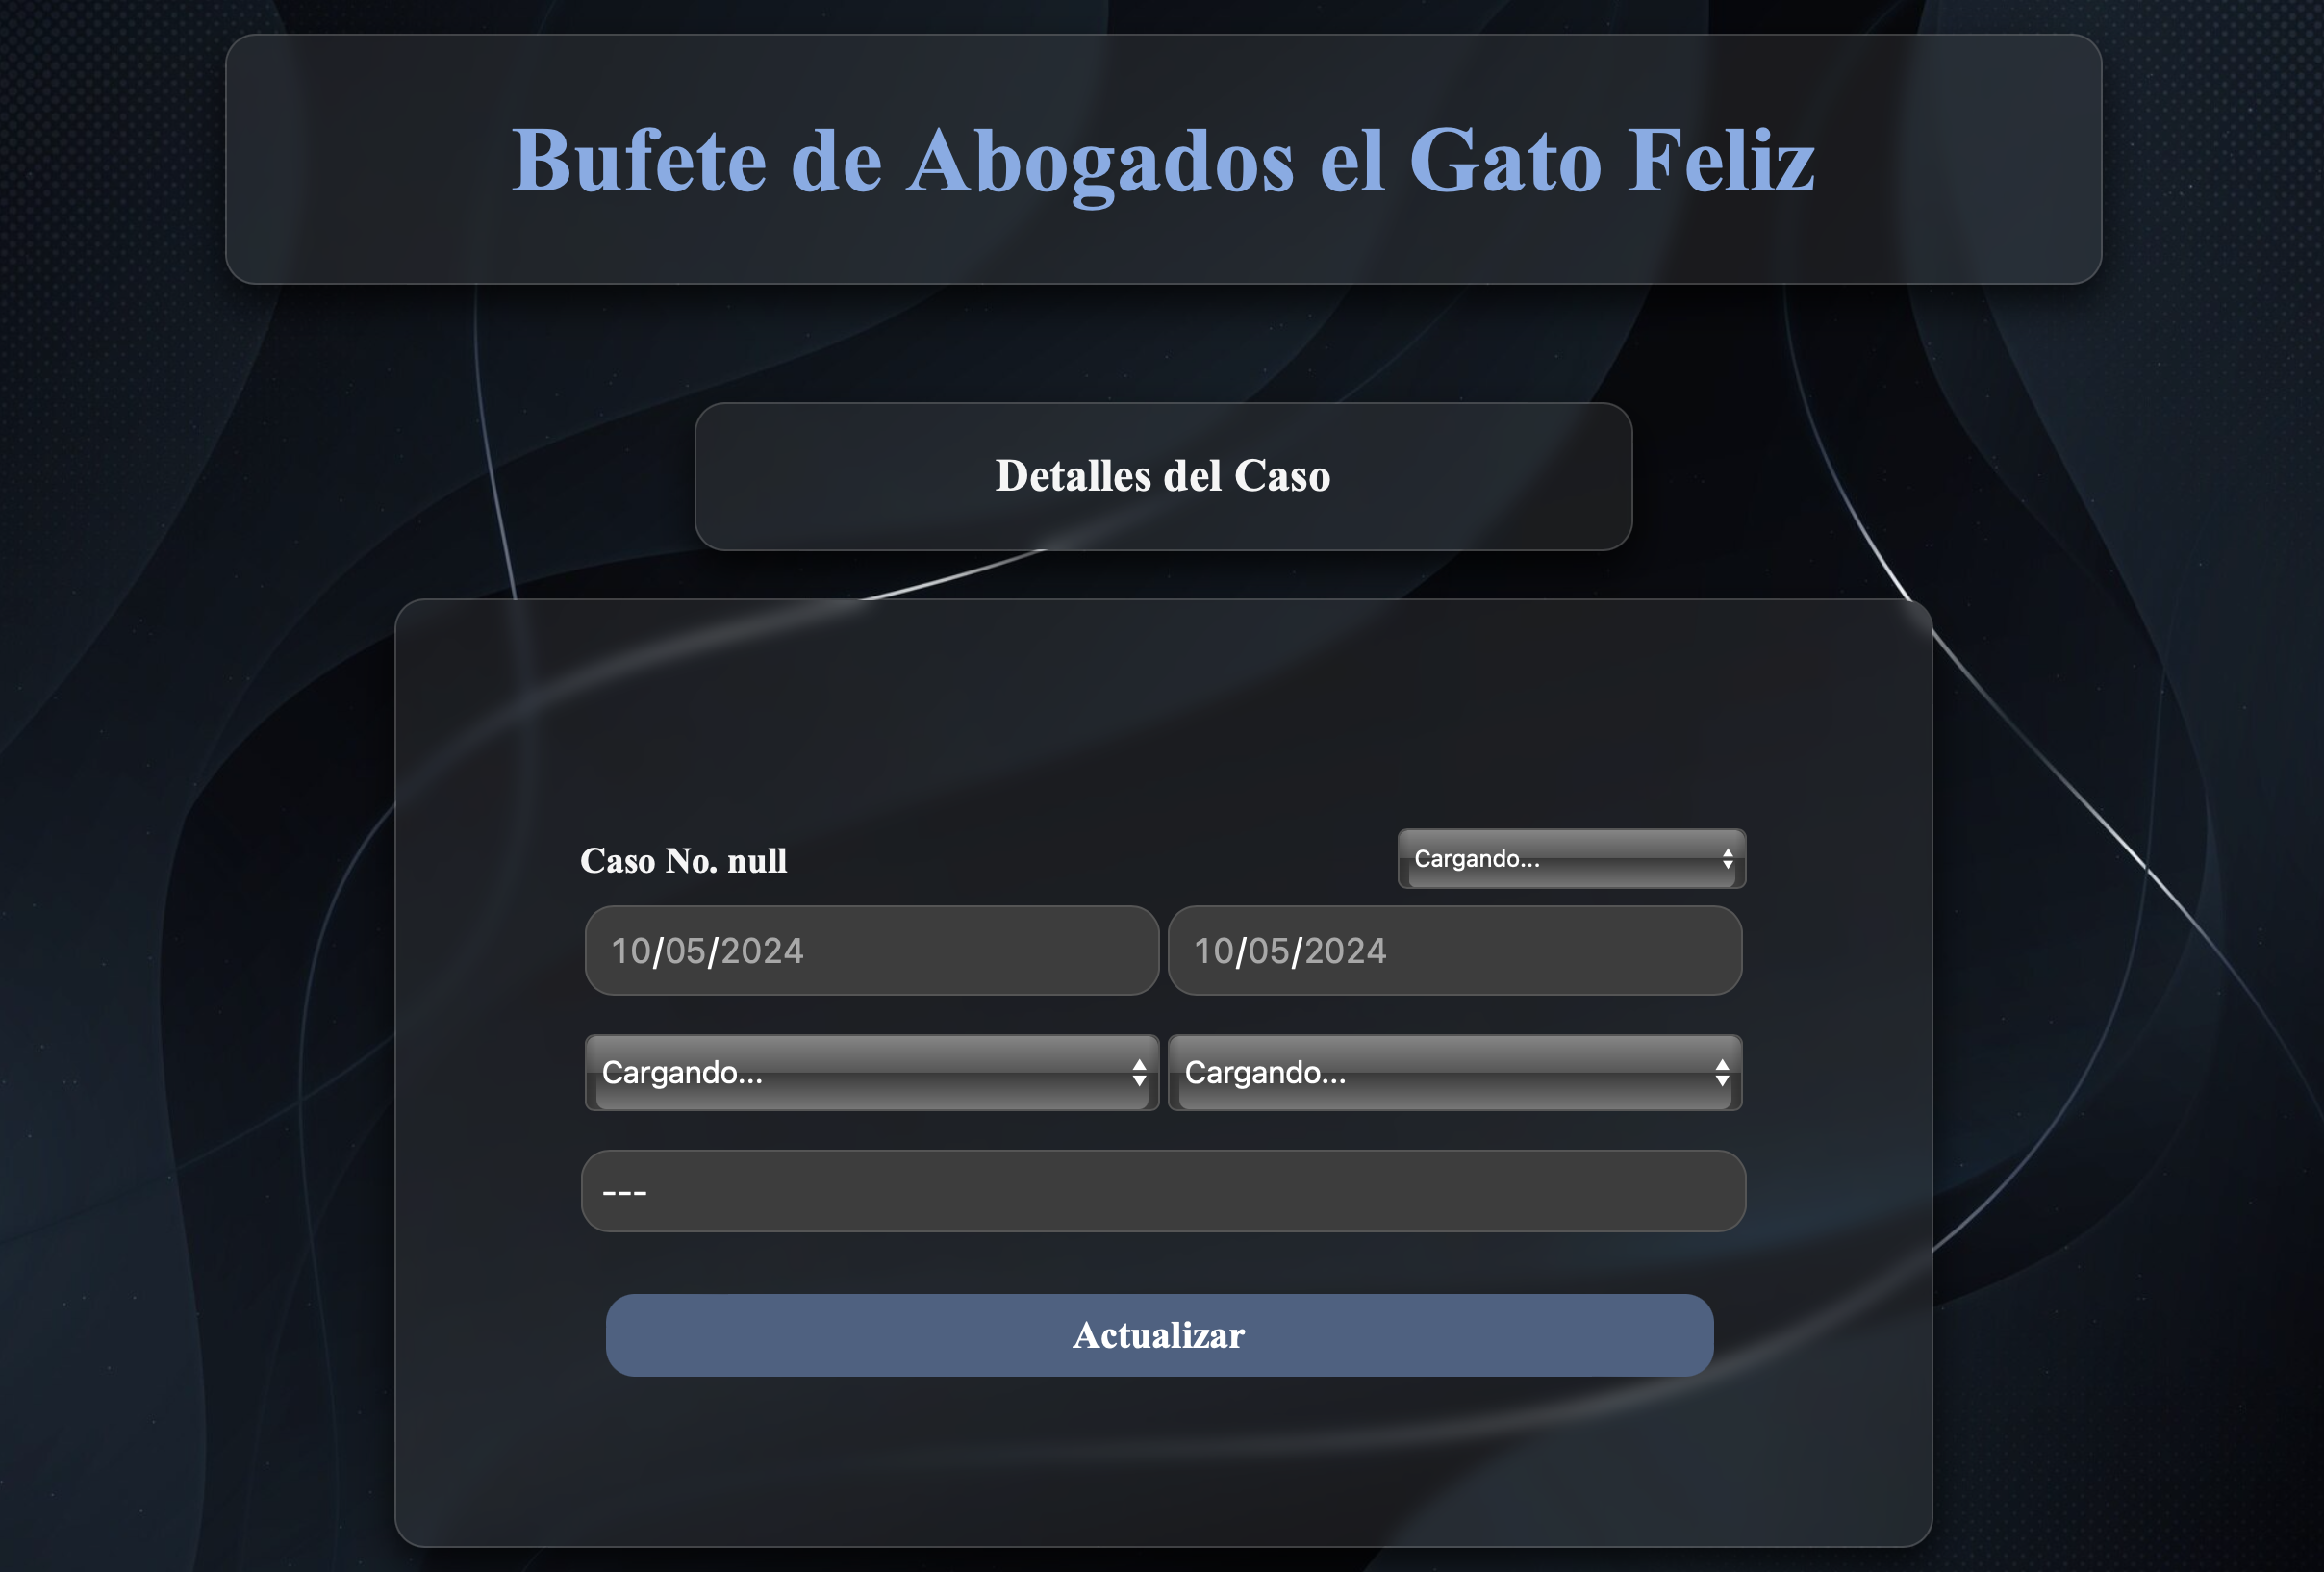 Bufete de Abogados el Gato Feliz
Detalles del Caso
Caso No. null
Cargando...
10/05/2024
10/05/2024
Cargando...
Cargando...
---
Actualizar